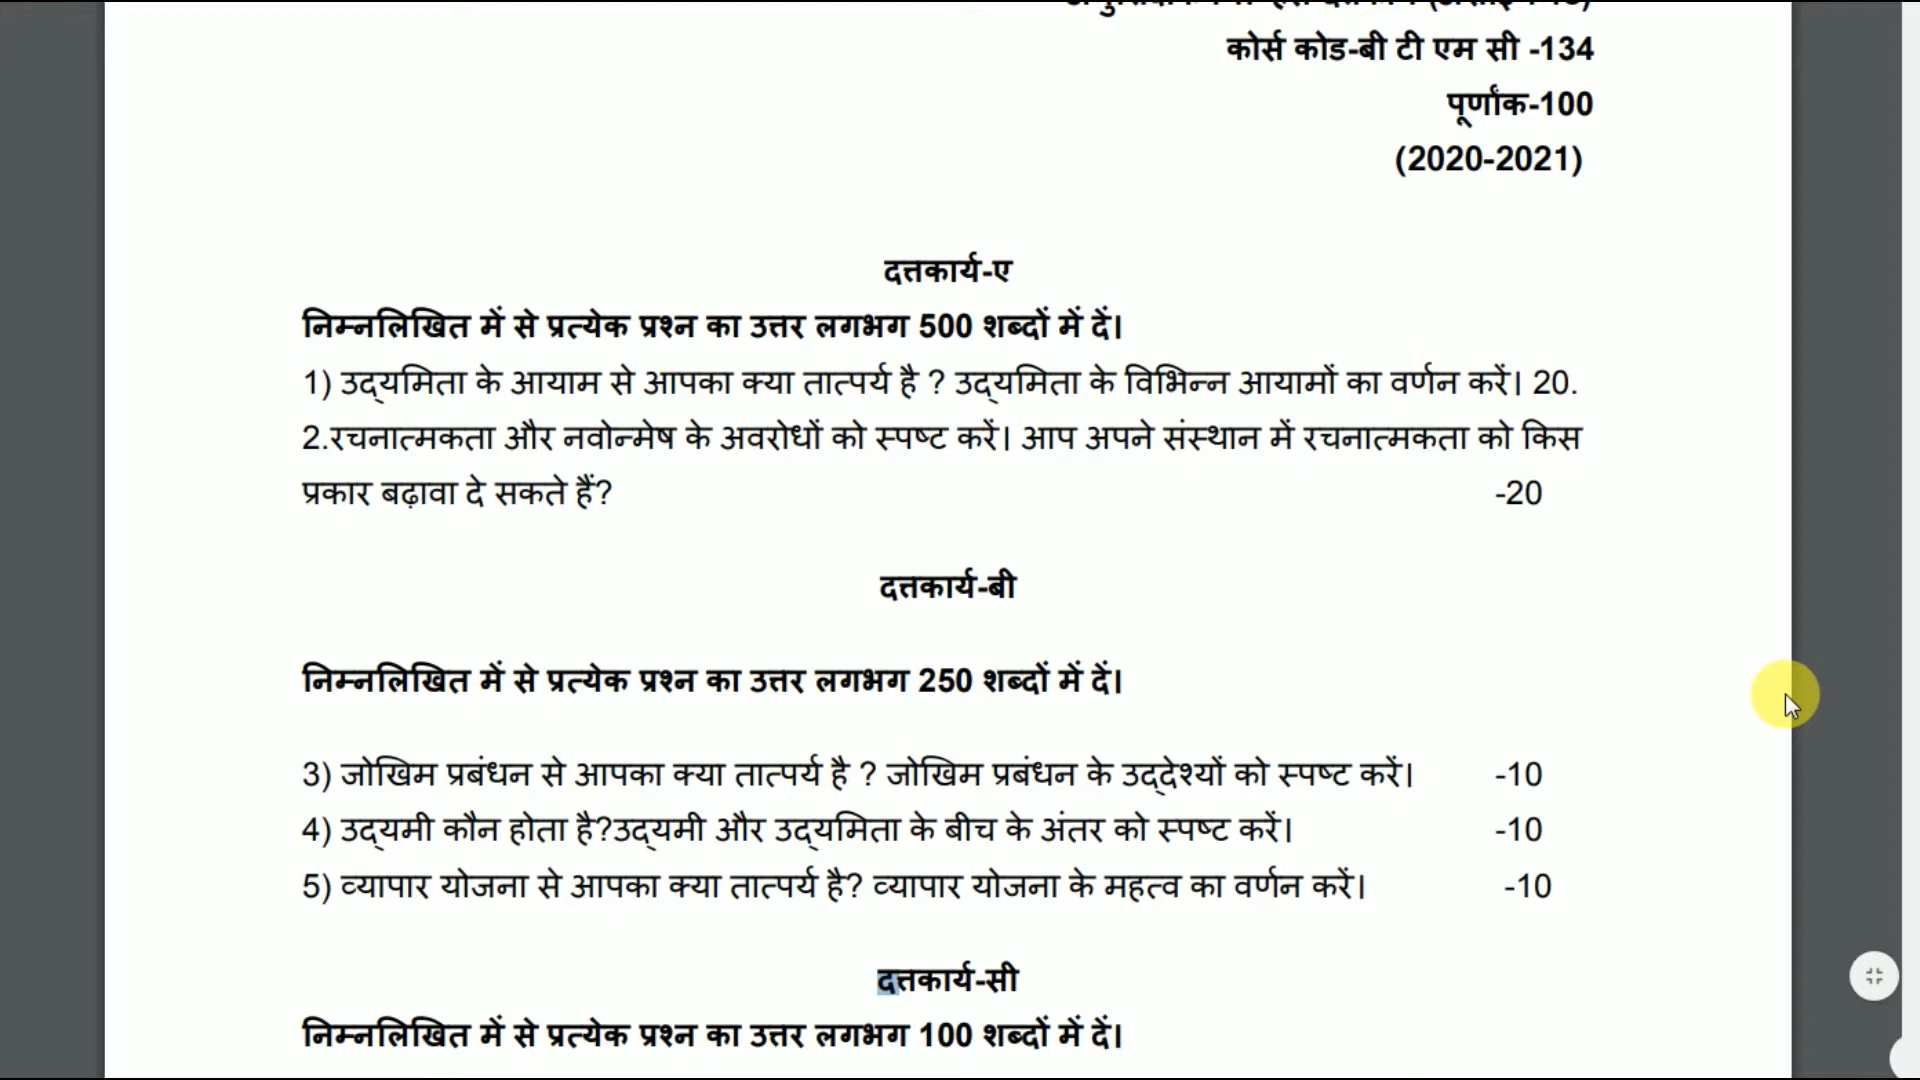 कोर्स कोड-बी टी एम सी -134
पूर्णांक-100
(2020-2021)
दत्तकार्य-ए
निम्नलिखित में से प्रत्येक प्रश्न का उत्तर लगभग 500 शब्दों में दें।
1) उद्यमिता के आयाम से आपका क्या तात्पर्य है ? उद्यमिता के विभिन्न आयामों का वर्णन करें। 20.
2.रचनात्मकता और नवोन्मेष के अवरोधों को स्पष्ट करें। आप अपने संस्थान में रचनात्मकता को किस
प्रकार बढ़ावा दे सकते हैं? -20
दत्तकार्य-बी
निम्नलिखित में से प्रत्येक प्रश्न का उत्तर लगभग 250 शब्दों में दें।
3) जोखिम प्रबंधन से आपका क्या तात्पर्य है ? जोखिम प्रबंधन के उद्देश्यों को स्पष्ट करें। -10
4) उद्यमी कौन होता है?उद्यमी और उद्यमिता के बीच के अंतर को स्पष्ट करें। -10
5) व्यापार योजना से आपका क्या तात्पर्य है? व्यापार योजना के महत्व का वर्णन करें। -10
दत्तकार्य-सी
निम्नलिखित में से प्रत्येक प्रश्न का उत्तर लगभग 100 शब्दों में दें।